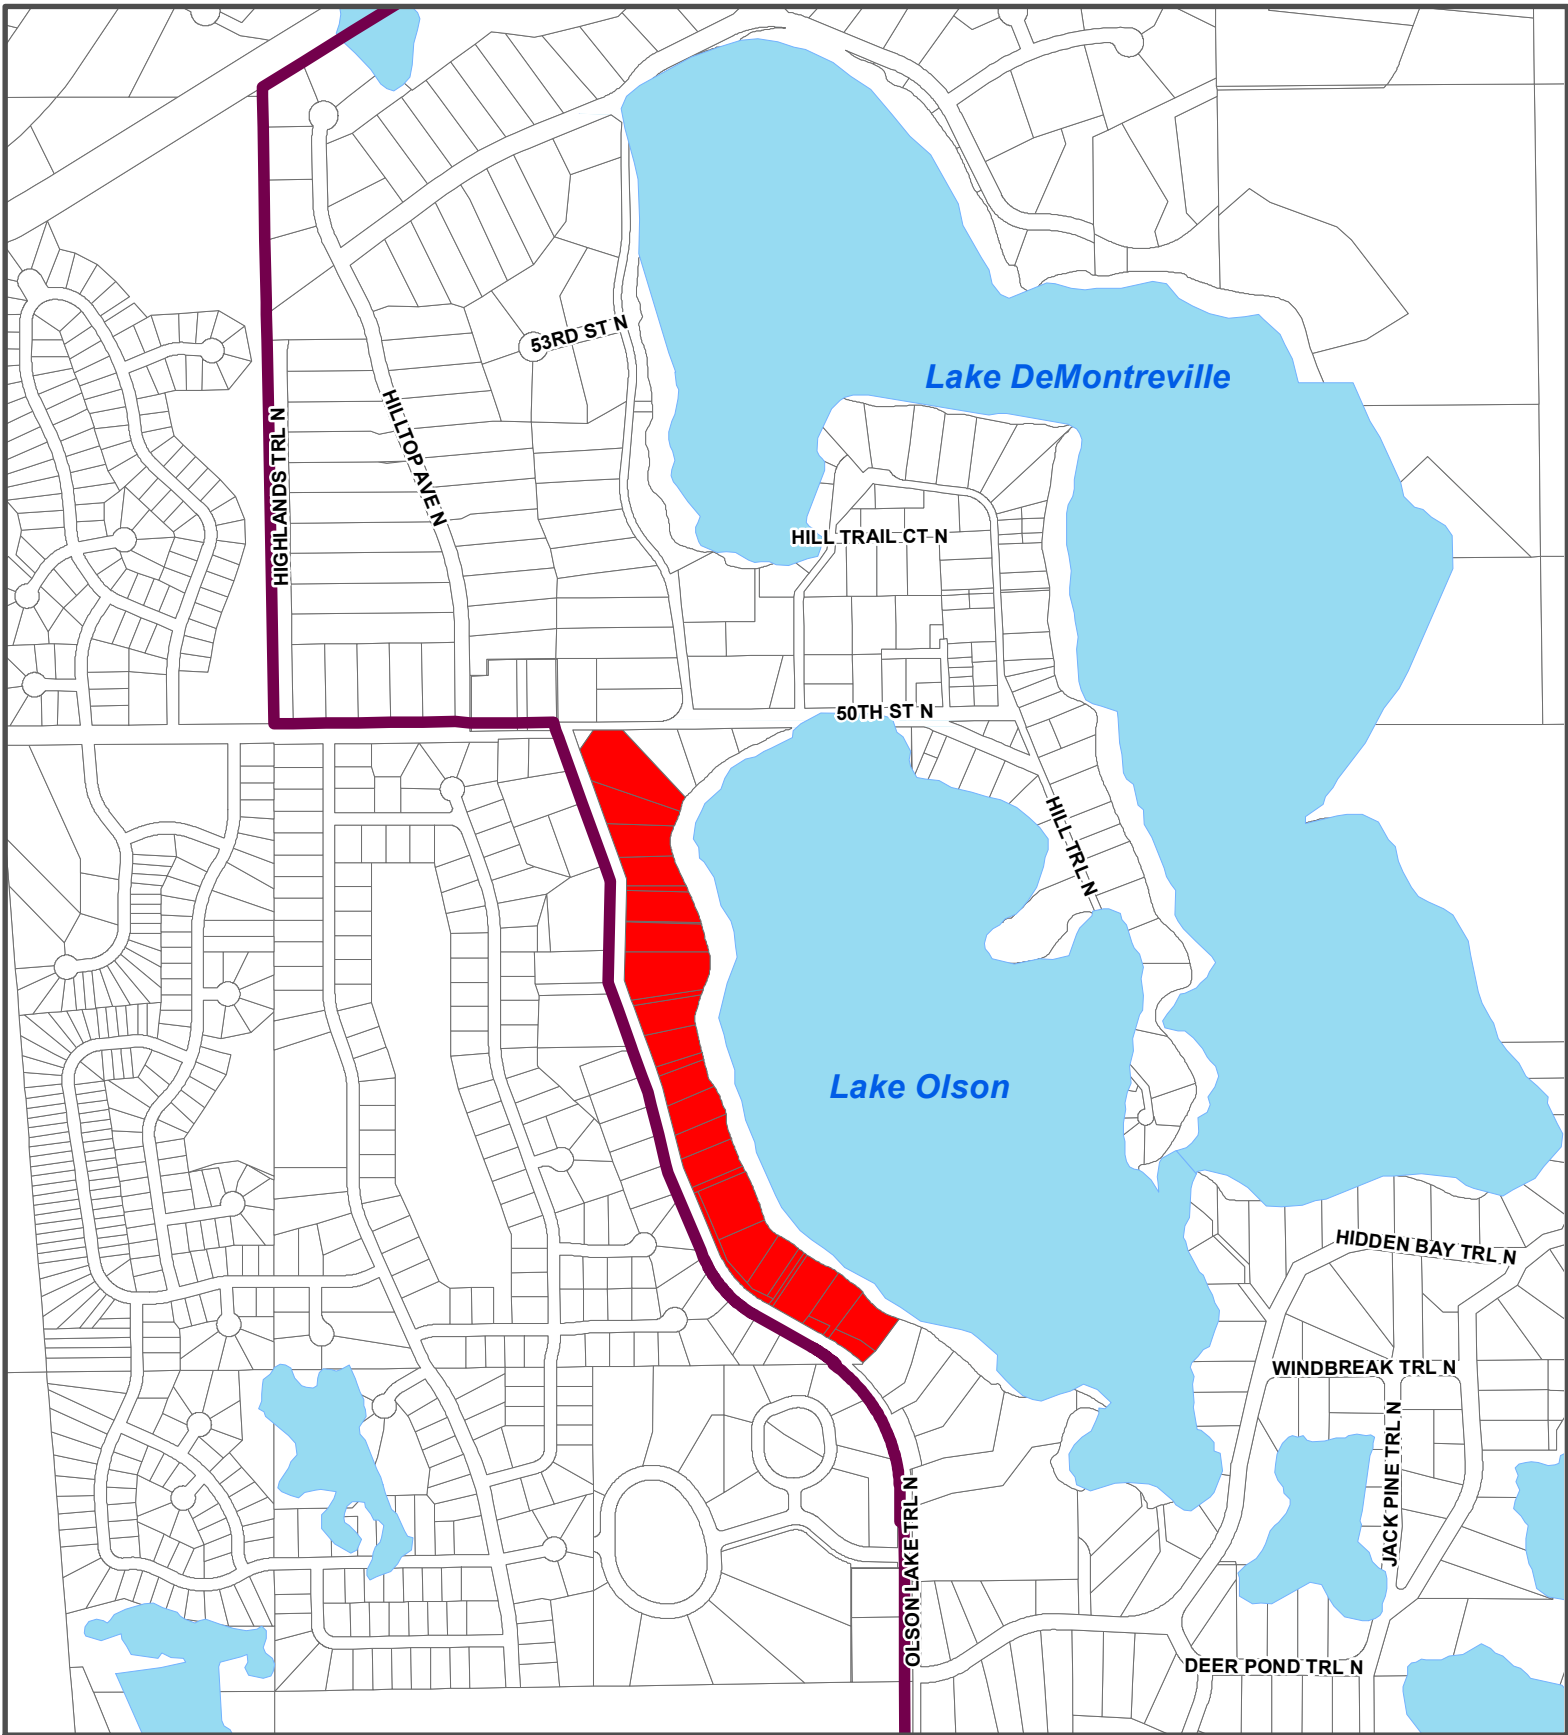 53RD ST N
Lake DeMontreville
HIGHLANDS TRL N
HILLTOP AVE N
HILL TRAIL CT N
50TH ST N
HILL TRL N
Lake Olson
HIDDEN BAY TRL N
WINDBREAK TRL N
JACK PINE TRL N
OLSON LAKE TRL N
DEER POND TRL N